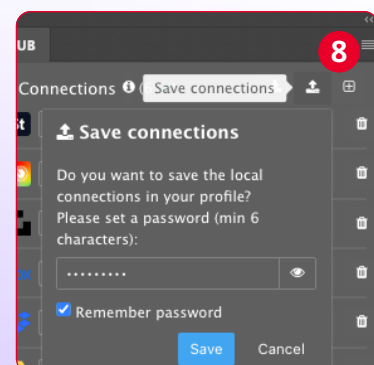 UB
8
Connections
Save connections
St
Save connections
Do you want to save the local
connections in your profile?
Please set a password (min 6
characters):
·········
Remember password
Save Cancel